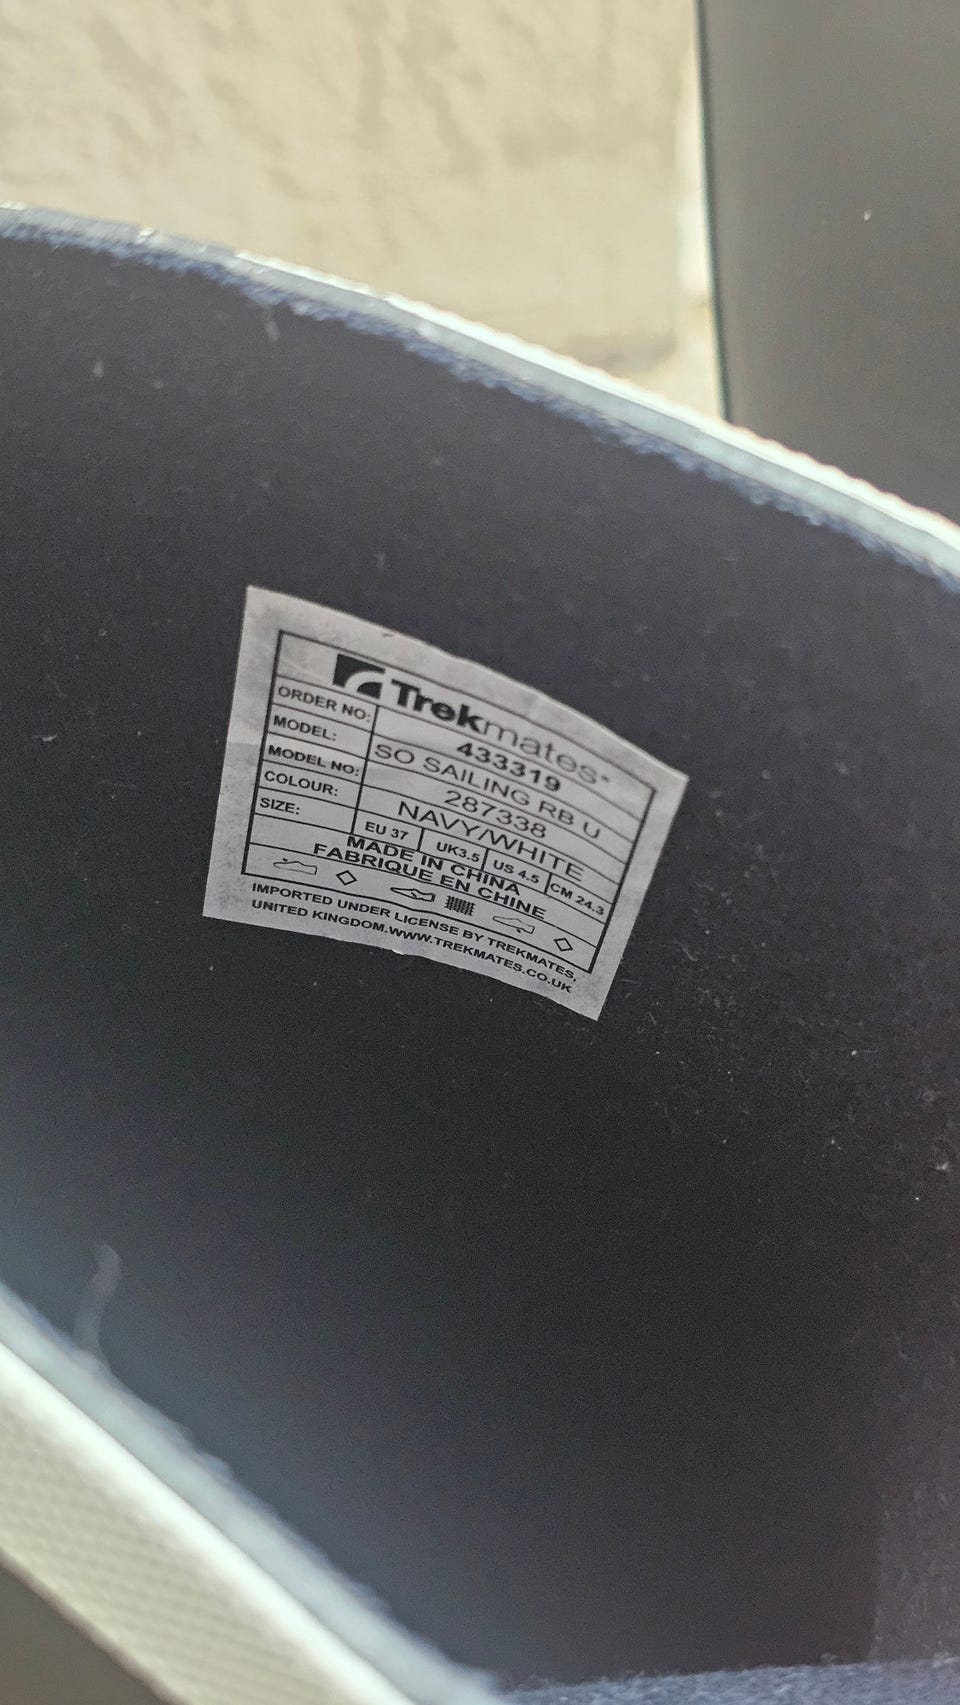 Trekmates
ORDER NO: 433319
MODEL: SO SAILING RB U
MODEL NO: 287338
COLOUR: NAVY/WHITE
SIZE: EU 37 UK3.5 US 4.5 CM 24.3
MADE IN CHINA
FABRIQUE EN CHINE
IMPORTED UNDER LICENSE BY TREKMATES,
UNITED KINGDOM.WWW.TREKMATES.CO.UK